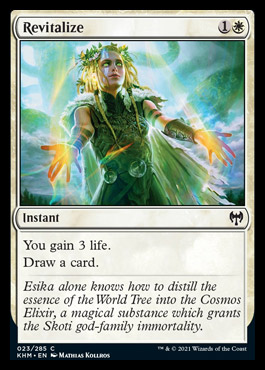 Revitalize 1
Instant
You gain 3 life.
Draw a card.
Esika alone knows how to distill the
essence of the World Tree into the Cosmos
Elixir, a magical substance which grants
the Skoti god-family immortality.
023/285 C
KHM • EN Mathias Kollros
™ & © 2021 Wizards of the Coast